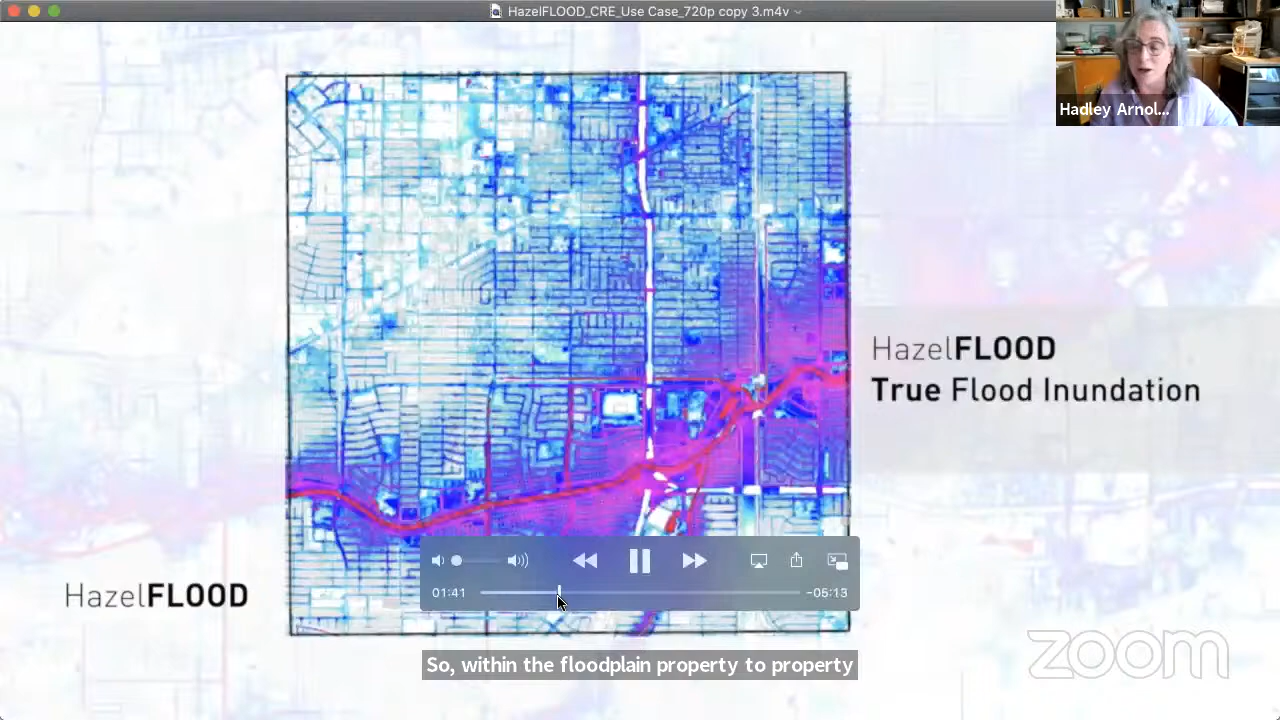 HazelFLOOD_CRE_Use Case_720p copy 3.m4v
Hadley Arnol...
HazelFLOOD
True Flood Inundation
01:41
-05:13
HazelFLOOD
So, within the floodplain property to property
zoom